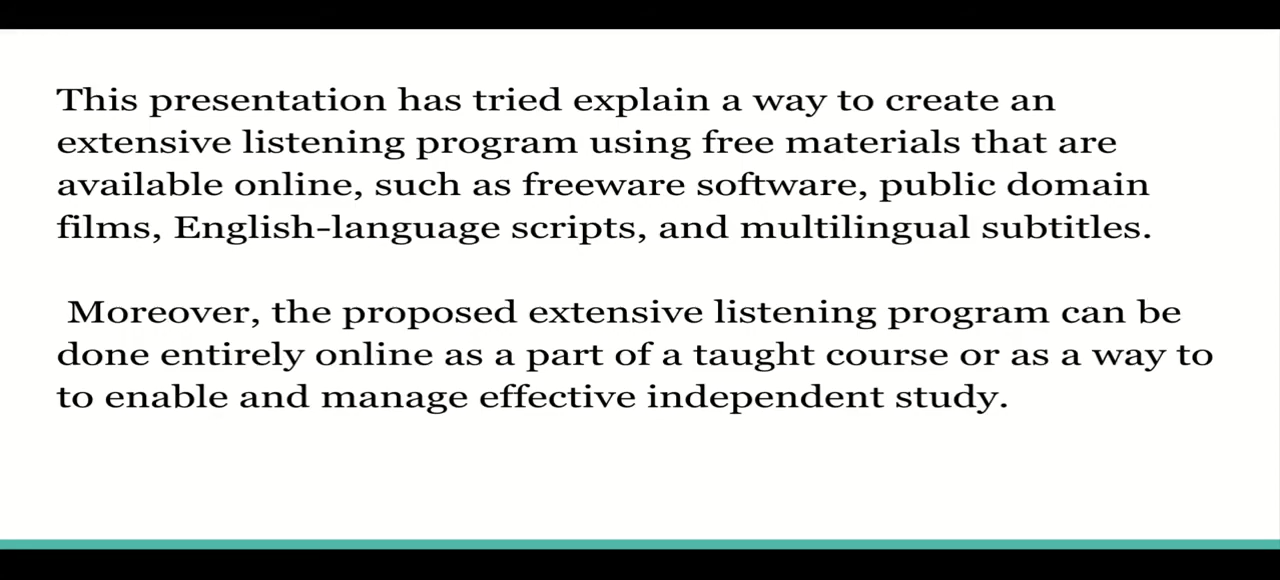 This presentation has tried explain a way to create an
extensive listening program using free materials that are
available online, such as freeware software, public domain
films, English-language scripts, and multilingual subtitles.
Moreover, the proposed extensive listening program can be
done entirely online as a part of a taught course or as a way to
to enable and manage effective independent study.